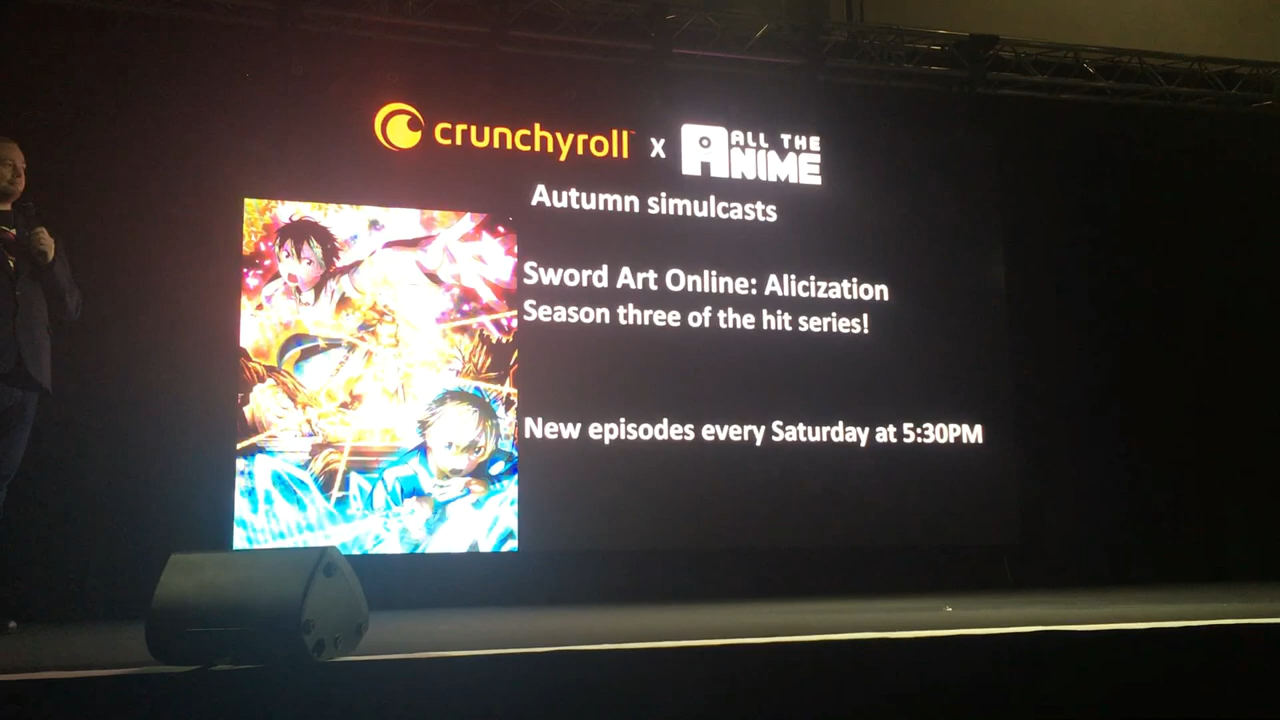 crunchyroll x ALL THE ANIME
Autumn simulcasts
Sword Art Online: Alicization
Season three of the hit series!
New episodes every Saturday at 5:30PM